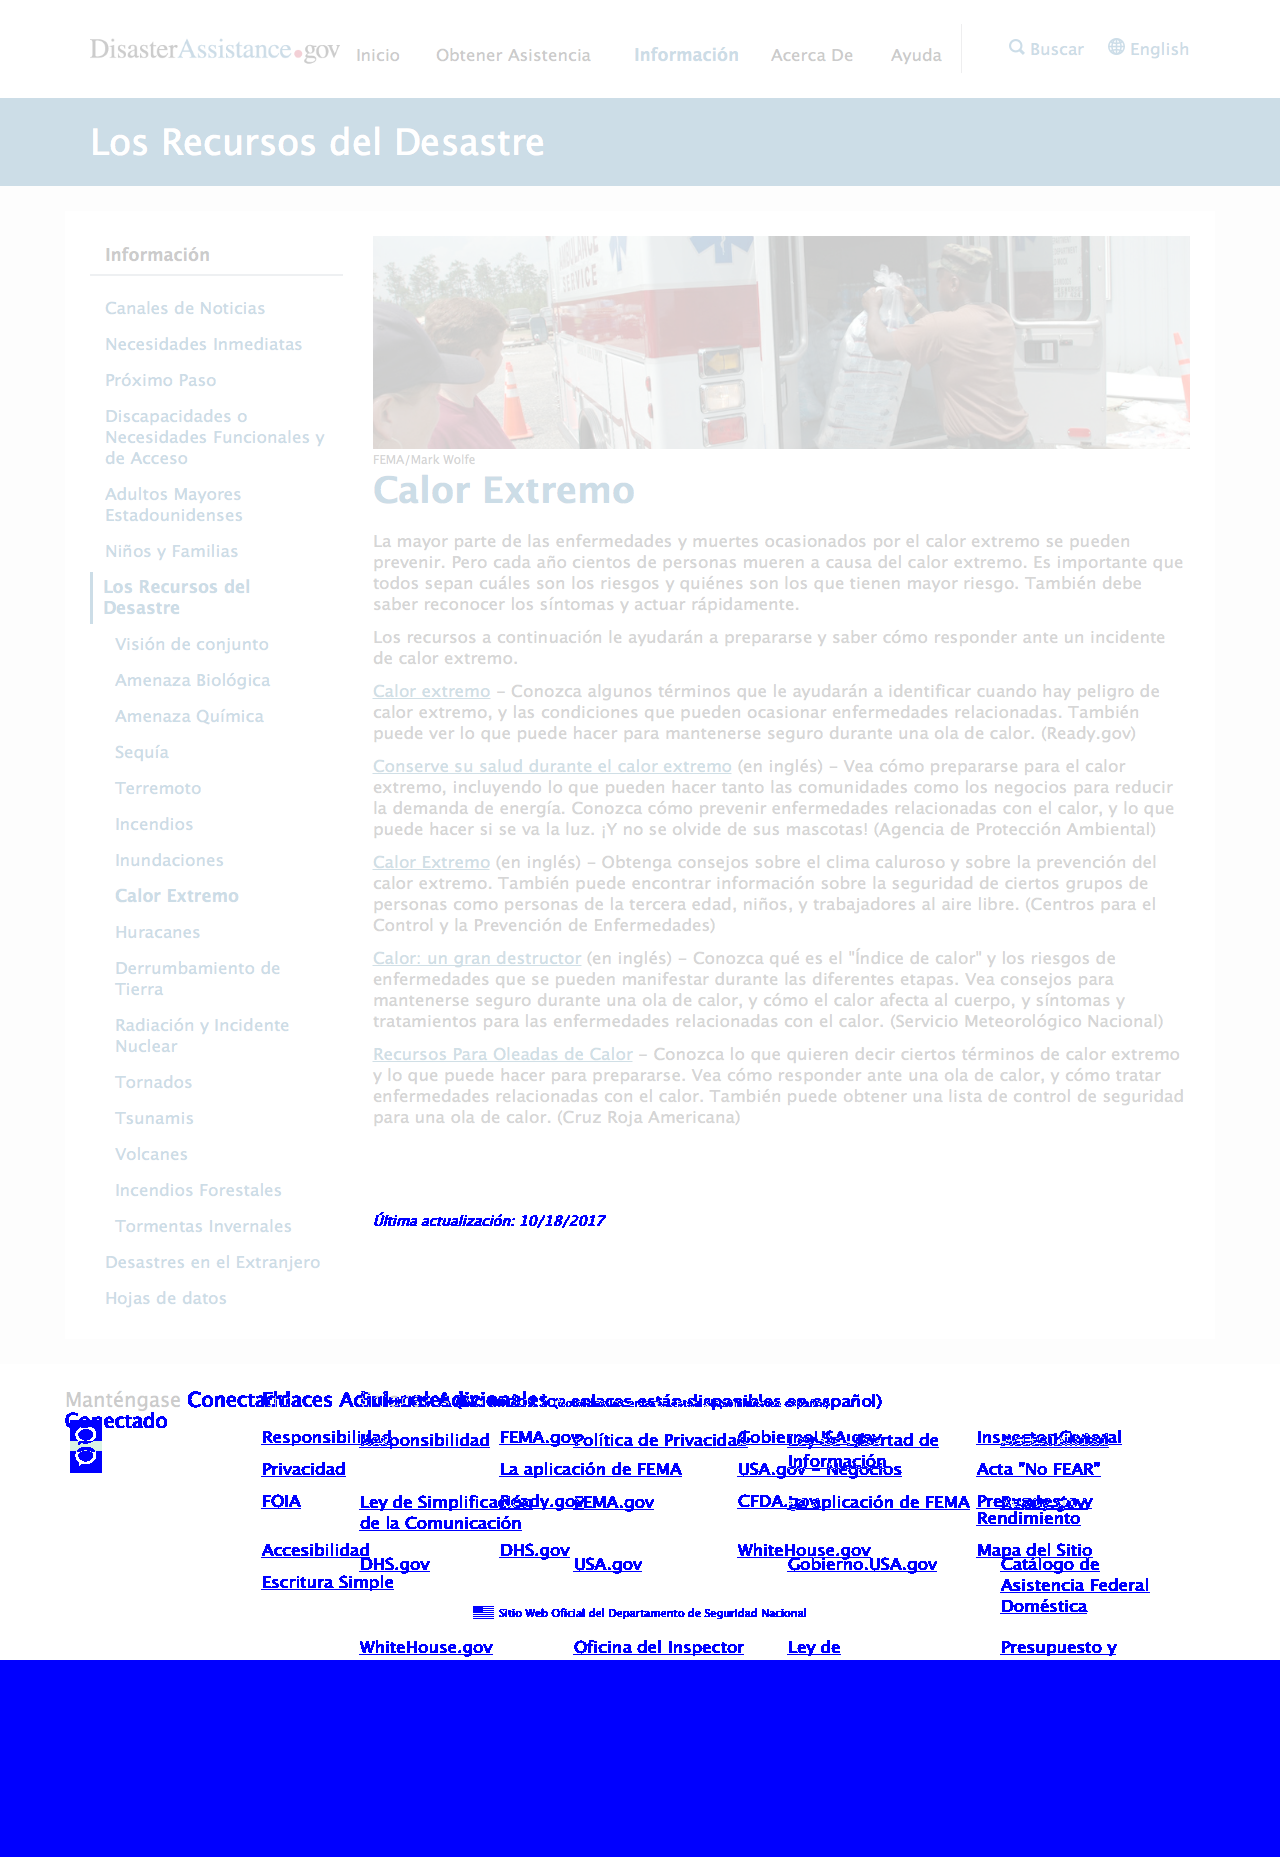 DisasterAssistance.gov Inicio Obtener Asistencia Información Acerca De Ayuda Buscar English
Los Recursos del Desastre
Información
Canales de Noticias
Necesidades Inmediatas
Próximo Paso
Discapacidades o
Necesidades Funcionales y
de Acceso
Adultos Mayores
Estadounidenses
Niños y Familias
Los Recursos del
Desastre
Visión de conjunto
Amenaza Biológica
Amenaza Química
Sequía
Terremoto
Incendios
Inundaciones
Calor Extremo
Huracanes
Derrumbamiento de
Tierra
Radiación y Incidente
Nuclear
Tornados
Tsunamis
Volcanes
Incendios Forestales
Tormentas Invernales
Desastres en el Extranjero
Hojas de datos
AMBULANCE
SERVICE
FEMA/Mark Wolfe
Calor Extremo
La mayor parte de las enfermedades y muertes ocasionados por el calor extremo se pueden
prevenir. Pero cada año cientos de personas mueren a causa del calor extremo. Es importante que
todos sepan cuáles son los riesgos y quiénes son los que tienen mayor riesgo. También debe
saber reconocer los síntomas y actuar rápidamente.
Los recursos a continuación le ayudarán a prepararse y saber cómo responder ante un incidente
de calor extremo.
Calor extremo – Conozca algunos términos que le ayudarán a identificar cuando hay peligro de
calor extremo, y las condiciones que pueden ocasionar enfermedades relacionadas. También
puede ver lo que puede hacer para mantenerse seguro durante una ola de calor. (Ready.gov)
Conserve su salud durante el calor extremo (en inglés) – Vea cómo prepararse para el calor
extremo, incluyendo lo que pueden hacer tanto las comunidades como los negocios para reducir
la demanda de energía. Conozca cómo prevenir enfermedades relacionadas con el calor, y lo que
puede hacer si se va la luz. ¡Y no se olvide de sus mascotas! (Agencia de Protección Ambiental)
Calor Extremo (en inglés) – Obtenga consejos sobre el clima caluroso y sobre la prevención del
calor extremo. También puede encontrar información sobre la seguridad de ciertos grupos de
personas como personas de la tercera edad, niños, y trabajadores al aire libre. (Centros para el
Control y la Prevención de Enfermedades)
Calor: un gran destructor (en inglés) – Conozca qué es el "Índice de calor" y los riesgos de
enfermedades que se pueden manifestar durante las diferentes etapas. Vea consejos para
mantenerse seguro durante una ola de calor, y cómo el calor afecta al cuerpo, y síntomas y
tratamientos para las enfermedades relacionadas con el calor. (Servicio Meteorológico Nacional)
Recursos Para Oleadas de Calor – Conozca lo que quieren decir ciertos términos de calor extremo
y lo que puede hacer para prepararse. Vea cómo responder ante una ola de calor, y cómo tratar
enfermedades relacionadas con el calor. También puede obtener una lista de control de seguridad
para una ola de calor. (Cruz Roja Americana)
Última actualización: 10/18/2017
Manténgase
Conectado
enlaces están disponibles en español)
Responsibilidad FEMA.gov Gobierno.USA.gov Inspector General
Responsibilidad Política de Privacidad Ley de Libertad de
Información
Privacidad La aplicación de FEMA USA.gov – Negocios Acta "No FEAR"
FOIA Ready.gov CFDA.gov Presupuesto y
Rendimiento
Ley de Simplificación FEMA.gov La aplicación de FEMA
de la Comunicación
Accesibilidad DHS.gov WhiteHouse.gov Mapa del Sitio
DHS.gov USA.gov Gobierno.USA.gov Catálogo de
Asistencia Federal
Doméstica
Escritura Simple
Sitio Web Oficial del Departamento de Seguridad Nacional
WhiteHouse.gov Oficina del Inspector Ley de Presupuesto y